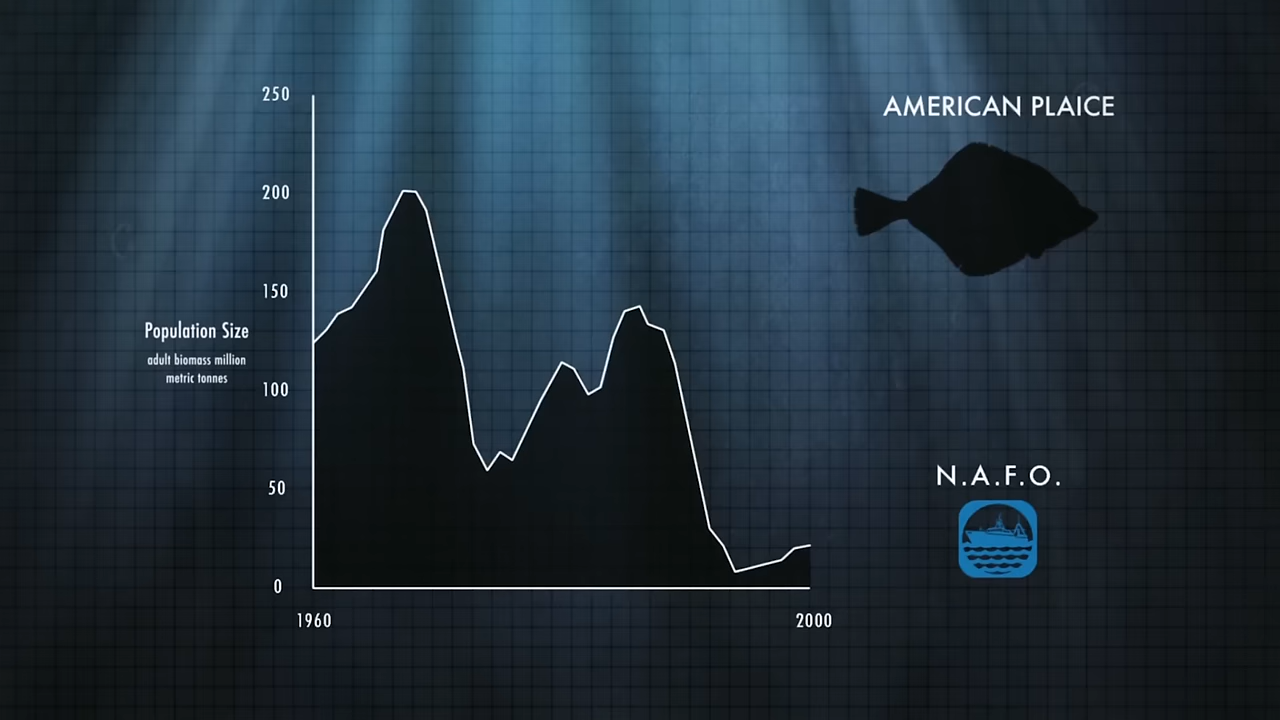 AMERICAN PLAICE
250
200
150
Population Size
adult biomass million
metric tonnes
100
50
0
1960
2000
N.A.F.O.